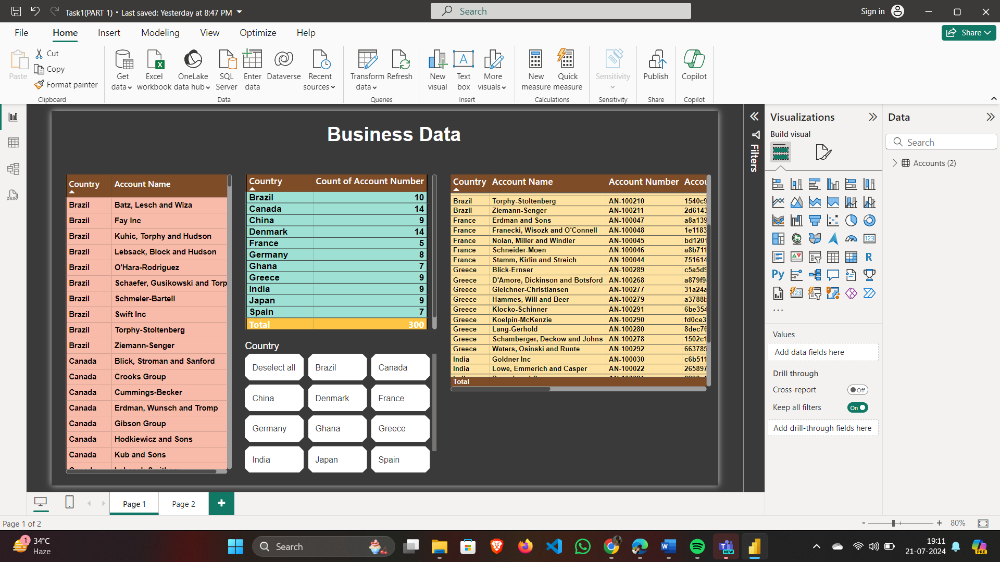 Task1(PART 1) • Last saved: Yesterday at 8:47 PM
Search
Sign in
File
Home
Insert
Modeling
View
Optimize
Help
Share
Paste
Cut
Copy
Format painter
Clipboard
Get data
Excel workbook
OneLake data hub
SQL Server
Enter data
Dataverse
Recent sources
Data
Transform data
Refresh
Queries
New visual
Text box
More visuals
Insert
New measure
Quick measure
Calculations
Sensitivity
Sensitivity
Publish
Share
Copilot
Copilot
Business Data
Country Account Name
Brazil Batz, Lesch and Wiza
Brazil Fay Inc
Brazil Kuhic, Torphy and Hudson
Brazil Lebsack, Block and Hudson
Brazil O'Hara-Rodriguez
Brazil Schaefer, Gusikowski and Torp
Brazil Schmeler-Bartell
Brazil Swift Inc
Brazil Torphy-Stoltenberg
Brazil Ziemann-Senger
Canada Blick, Stroman and Sanford
Canada Crooks Group
Canada Cummings-Becker
Canada Erdman, Wunsch and Tromp
Canada Gibson Group
Canada Hodkiewicz and Sons
Canada Kub and Sons
Country Count of Account Number
Brazil 10
Canada 14
China 9
Denmark 14
France 5
Germany 8
Ghana 7
Greece 9
India 9
Japan 9
Spain 7
Total 300
Country
Deselect all Brazil Canada
China Denmark France
Germany Ghana Greece
India Japan Spain
Country Account Name Account Number Accou
Brazil Torphy-Stoltenberg AN-100210 1540c9
Brazil Ziemann-Senger AN-100211 2d6143
France Erdman and Sons AN-100047 a8a139
France Franecki, Wisozk and O'Connell AN-100048 1e1183
France Nolan, Miller and Windler AN-100045 bd1201
France Schneider-Moen AN-100046 a8b711
France Stamm, Kirlin and Streich AN-100044 751614
Greece Blick-Ernser AN-100289 c5a5d9
Greece D'Amore, Dickinson and Botsford AN-100268 a879f9
Greece Gleichner-Christiansen AN-100277 31a24a
Greece Hammes, Will and Beer AN-100279 a3788b
Greece Klocko-Schinner AN-100291 6be354
Greece Koelpin-McKenzie AN-100290 fd0ce3
Greece Lang-Gerhold AN-100280 8dec76
Greece Schamberger, Deckow and Johns AN-100278 1502c1
Greece Waters, Osinski and Runte AN-100292 663785
India Goldner Inc AN-100030 c6b511
India Lowe, Emmerich and Casper AN-100022 265897
Total
Filters
Visualizations
Build visual
123
R
Py
123
...
Values
Add data fields here
Drill through
Cross-report Off
Keep all filters On
Add drill-through fields here
Data
Search
Accounts (2)
DAX
Page 1
Page 2
+
Page 1 of 2
- + 80%
1
34°C
Haze
Search
NEW
19:11
21-07-2024
PRE